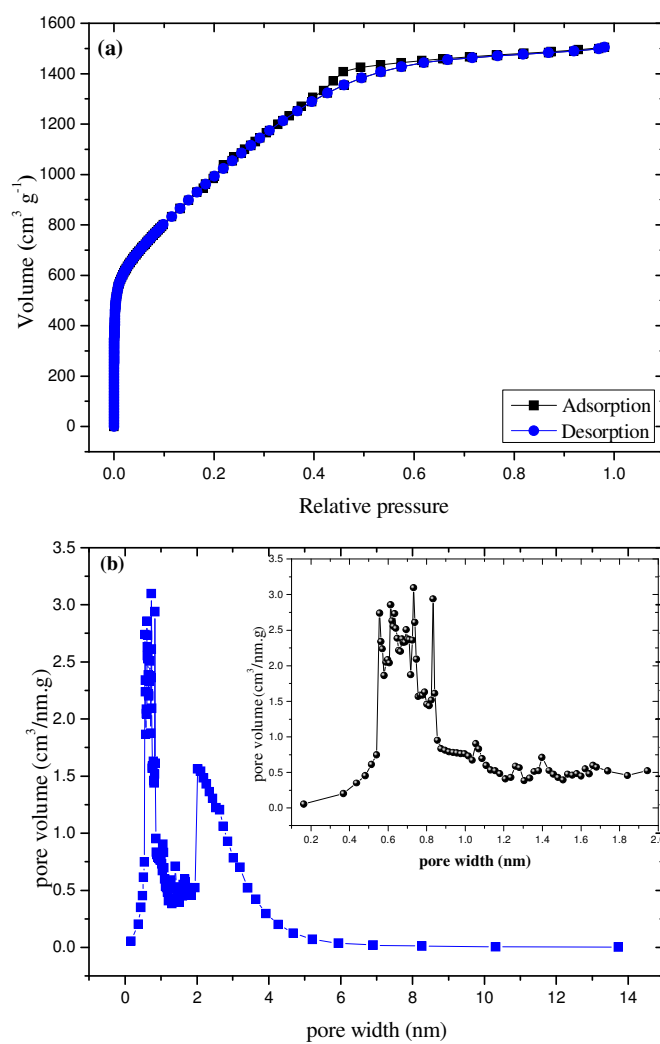 (a)
1600
1400
1200
1000
800
600
400
200
0
Volume (cm³ g⁻¹)
Adsorption
Desorption
0.0 0.2 0.4 0.6 0.8 1.0
Relative pressure
(b)
3.5
3.0
2.5
2.0
1.5
1.0
0.5
0.0
pore volume (cm³/nm.g)
3.5
3.0
2.5
2.0
1.5
1.0
0.5
0.0
pore volume (cm³/nm.g)
0.2 0.4 0.6 0.8 1.0 1.2 1.4 1.6 1.8 2.0
pore width (nm)
0 2 4 6 8 10 12 14
pore width (nm)